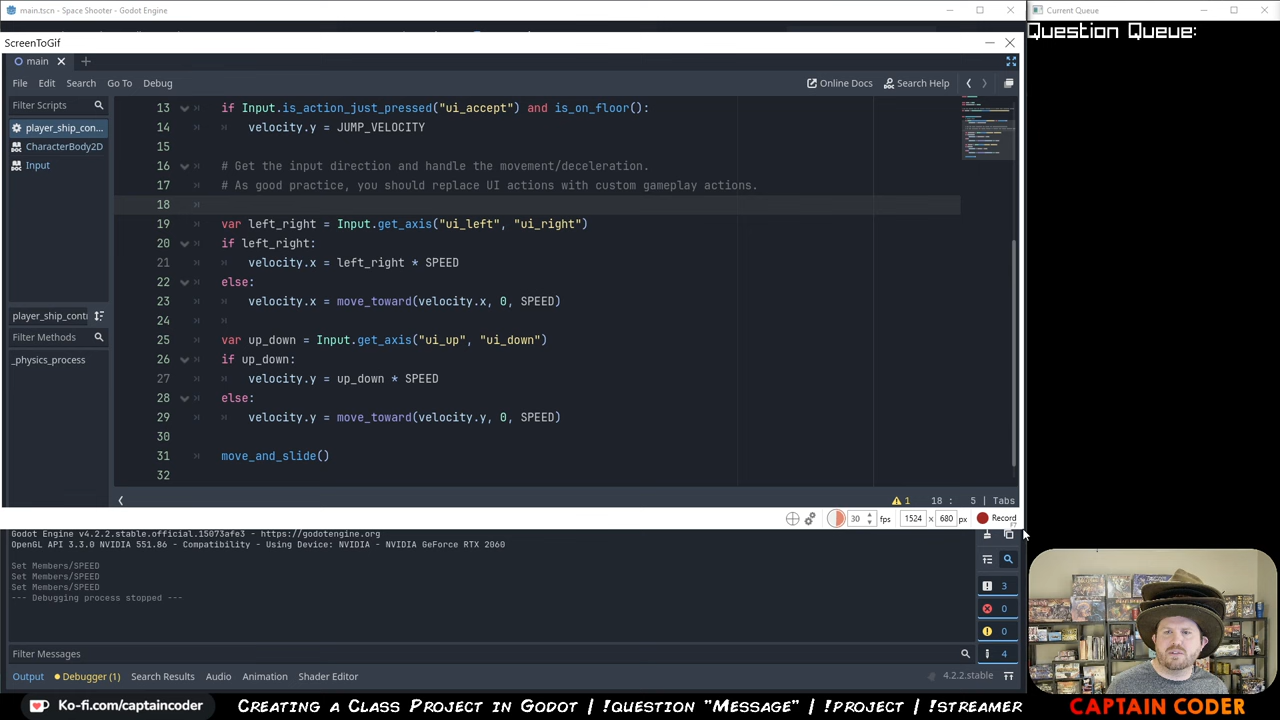 main.tscn - Space Shooter - Godot Engine
Current Queue
Question Queue:
ScreenToGif
main
File Edit Search Go To Debug
Online Docs Search Help
Filter Scripts
player_ship_con...
CharacterBody2D
Input
player_ship_contr
Filter Methods
_physics_process
13 if Input.is_action_just_pressed("ui_accept") and is_on_floor():
14 velocity.y = JUMP_VELOCITY
15
16 # Get the input direction and handle the movement/deceleration.
17 # As good practice, you should replace UI actions with custom gameplay actions.
18
19 var left_right = Input.get_axis("ui_left", "ui_right")
20 if left_right:
21 velocity.x = left_right * SPEED
22 else:
23 velocity.x = move_toward(velocity.x, 0, SPEED)
24
25 var up_down = Input.get_axis("ui_up", "ui_down")
26 if up_down:
27 velocity.y = up_down * SPEED
28 else:
29 velocity.y = move_toward(velocity.y, 0, SPEED)
30
31 move_and_slide()
32
1 18 : 5 | Tabs
30 fps 1524 x 680 px Record
F7
Godot Engine v4.2.2.stable.official.15073afe3 - https://godotengine.org
OpenGL API 3.3.0 NVIDIA 551.86 - Compatibility - Using Device: NVIDIA - NVIDIA GeForce RTX 2060
Set Members/SPEED
Set Members/SPEED
Set Members/SPEED
--- Debugging process stopped ---
3
0
0
4
Filter Messages
Output Debugger (1) Search Results Audio Animation Shader Editor
4.2.2.stable
Ko-fi.com/captaincoder
Creating a Class Project in Godot | !question "Message" | !project | !streamer
CAPTAIN CODER